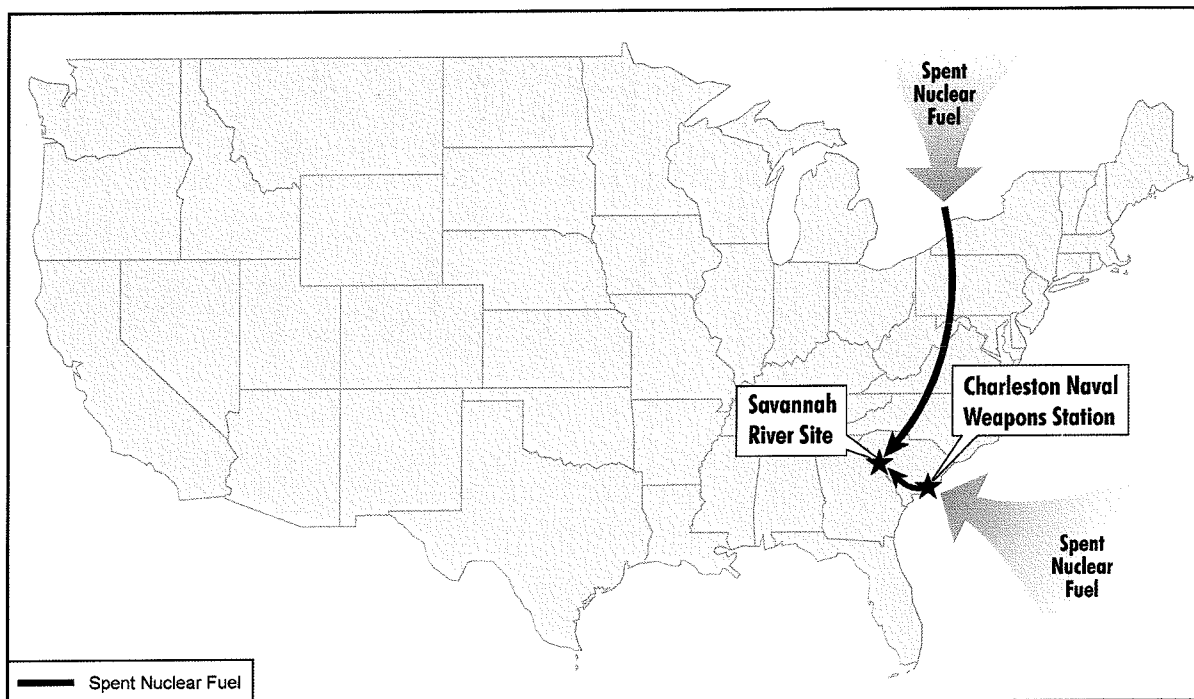 Spent
Nuclear
Fuel
Savannah
River Site
Charleston Naval
Weapons Station
Spent
Nuclear
Fuel
Spent Nuclear Fuel